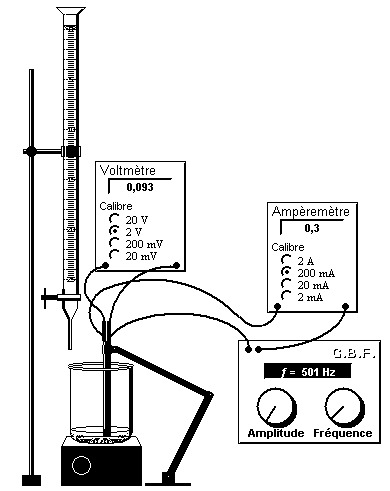 Voltmètre
0,093
Calibre
20 V
2 V
200 mV
20 mV
Ampèremètre
0,3
Calibre
2 A
200 mA
20 mA
2 mA
G.B.F.
f = 501 Hz
Amplitude Fréquence